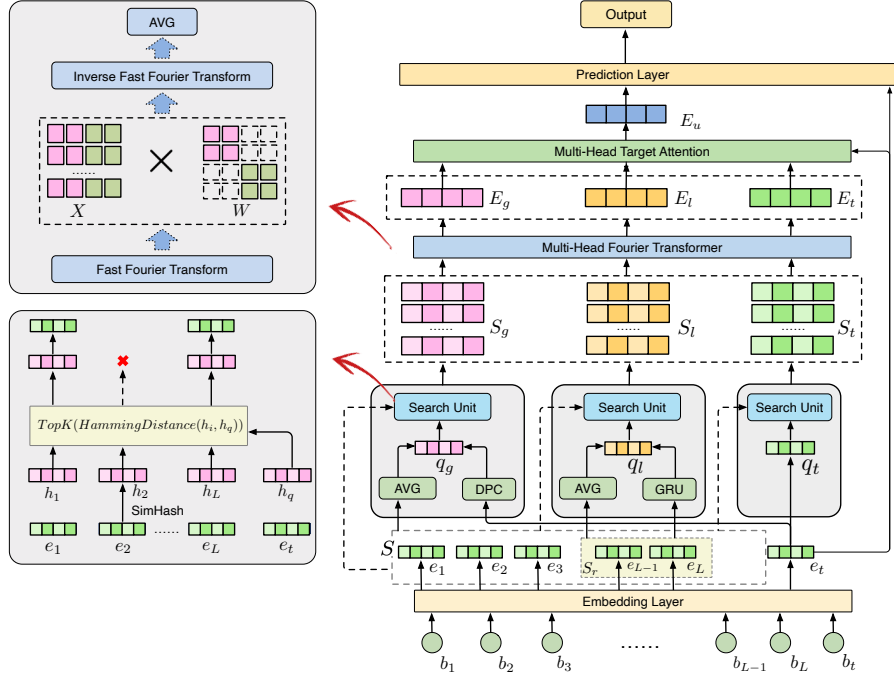 AVG
Inverse Fast Fourier Transform
......
X
W
Fast Fourier Transform
TopK(HammingDistance(h_i, h_q))
h_1
h_2
h_L
h_q
SimHash
e_1
e_2
......
e_L
e_t
Output
Prediction Layer
E_u
Multi-Head Target Attention
E_g
E_l
E_t
Multi-Head Fourier Transformer
......
S_g
......
S_l
......
S_t
Search Unit
Search Unit
Search Unit
q_g
q_l
q_t
AVG
DPC
AVG
GRU
S
e_1
e_2
e_3
S_r
e_{L-1}
e_L
e_t
Embedding Layer
b_1
b_2
b_3
......
b_{L-1}
b_L
b_t